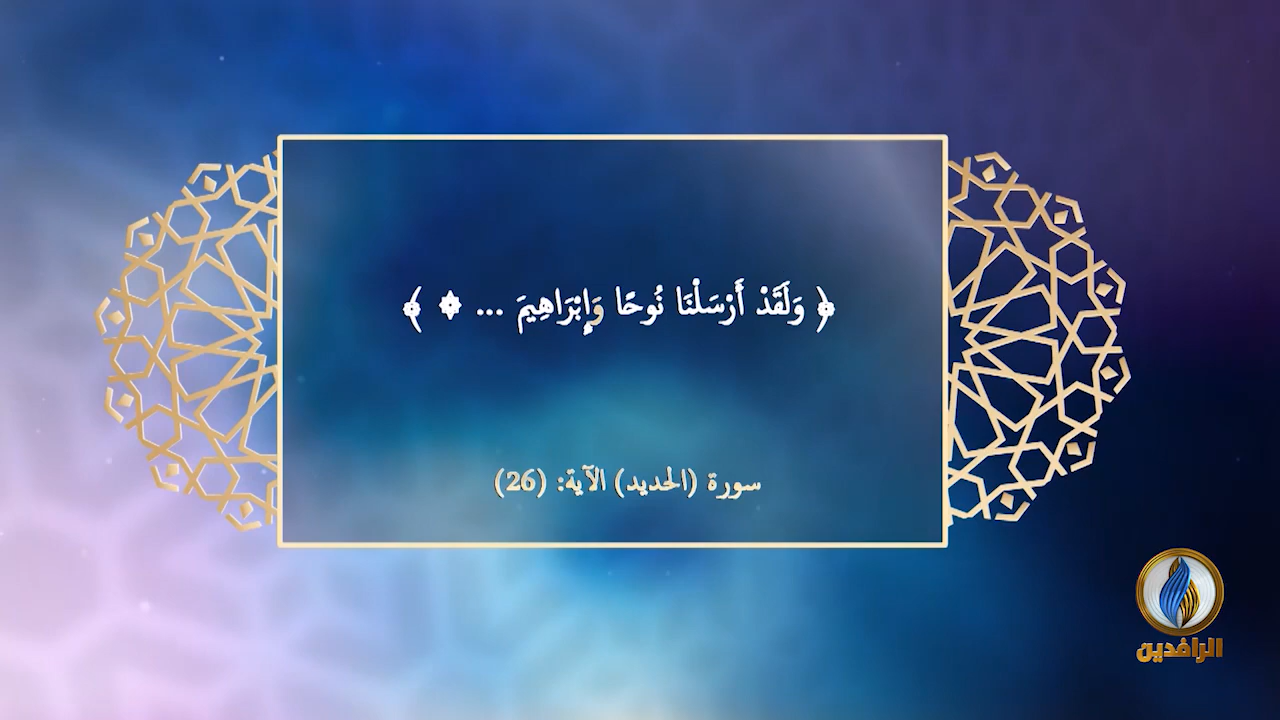 ﴿ وَلَقَدْ أَرْسَلْنَا نُوحًا وَإِبْرَاهِيمَ ... ۞ ﴾
سورة (الحديد) الآية: (26)
الرافدين